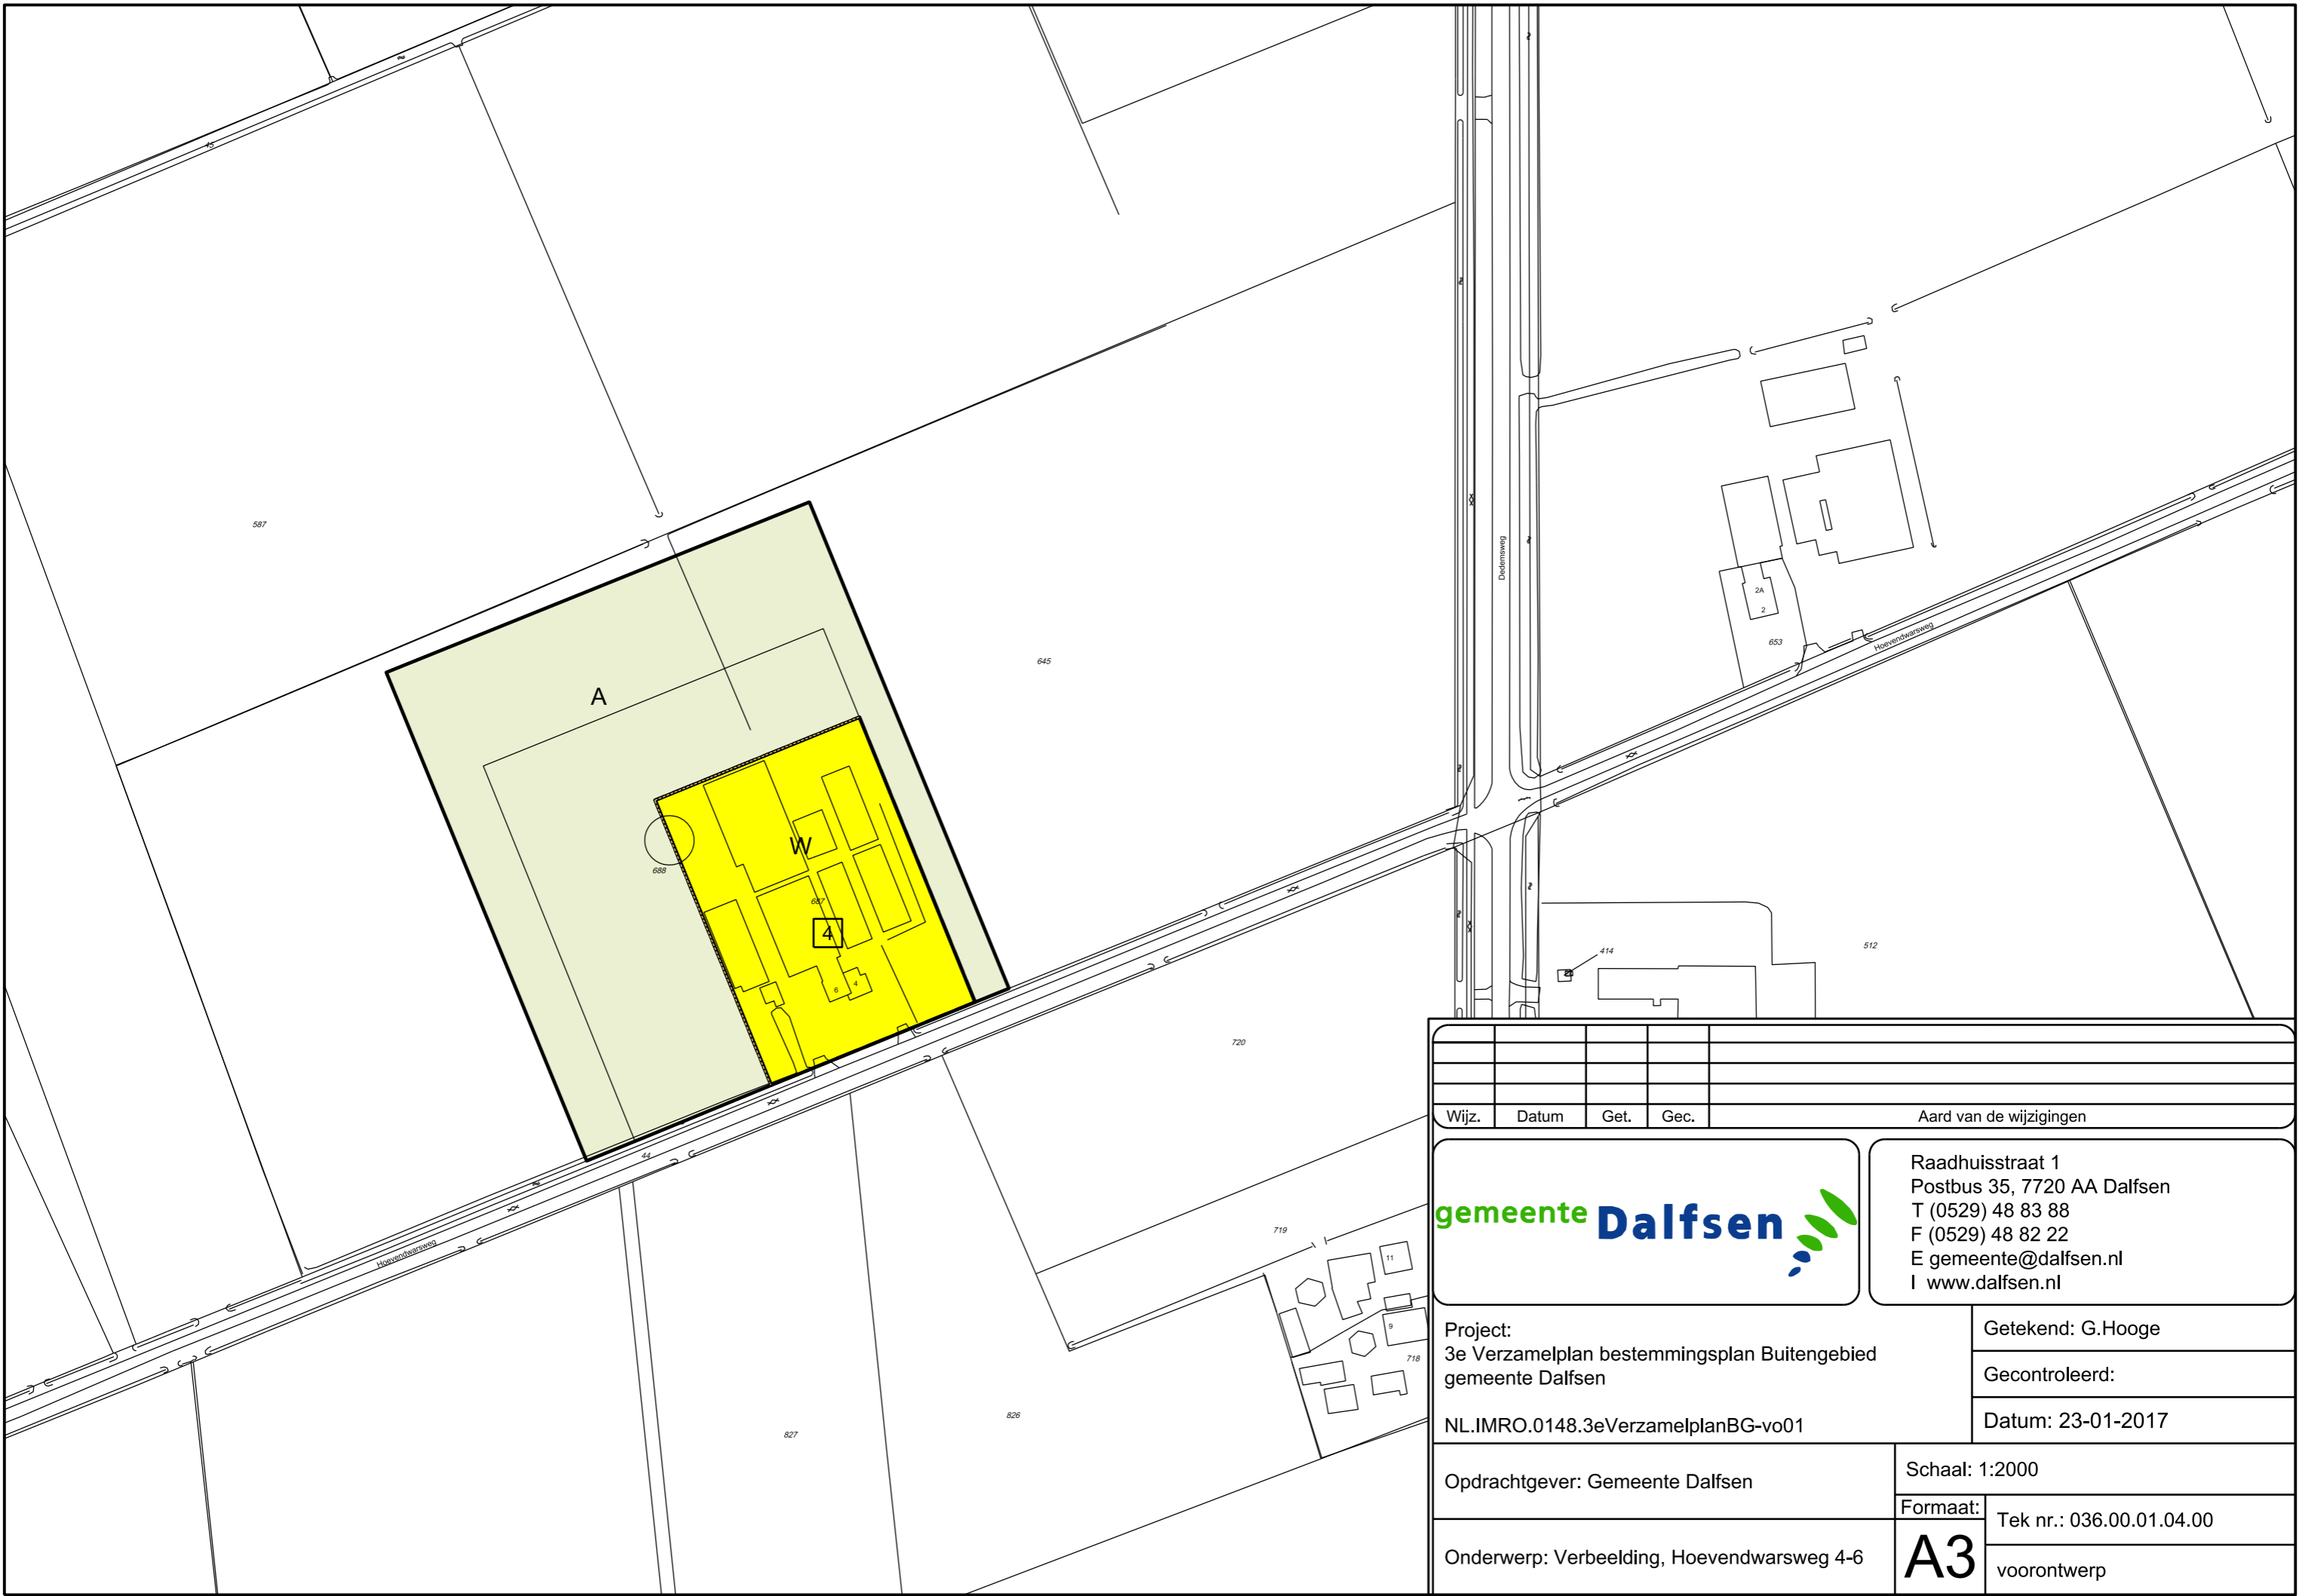 45
587
A
645
Dedemsweg
2A
2
653
Hoevendwarsweg
W
688
687
4
6
4
414
512
720
44
Hoevendwarsweg
719
11
9
718
826
827
Wijz.
Datum
Get.
Gec.
Aard van de wijzigingen
gemeente Dalfsen
Raadhuisstraat 1
Postbus 35, 7720 AA Dalfsen
T (0529) 48 83 88
F (0529) 48 82 22
E gemeente@dalfsen.nl
I www.dalfsen.nl
Project:
3e Verzamelplan bestemmingsplan Buitengebied
gemeente Dalfsen
NL.IMRO.0148.3eVerzamelplanBG-vo01
Getekend: G.Hooge
Gecontroleerd:
Datum: 23-01-2017
Opdrachtgever: Gemeente Dalfsen
Schaal: 1:2000
Formaat:
A3
Tek nr.: 036.00.01.04.00
Onderwerp: Verbeelding, Hoevendwarsweg 4-6
voorontwerp